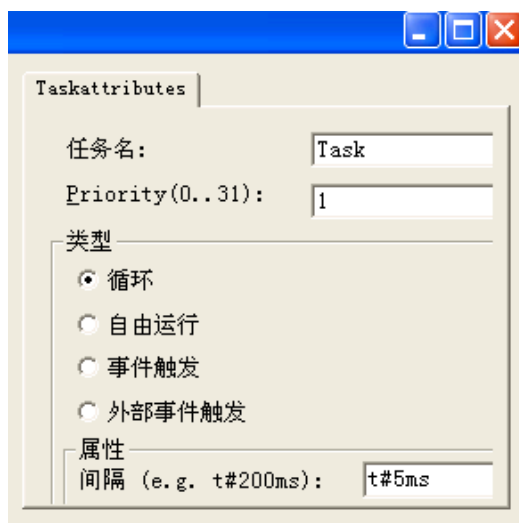 Taskattributes
任务名: Task
Priority(0..31): 1
类型
循环
自由运行
事件触发
外部事件触发
属性
间隔 (e.g. t#200ms): t#5ms